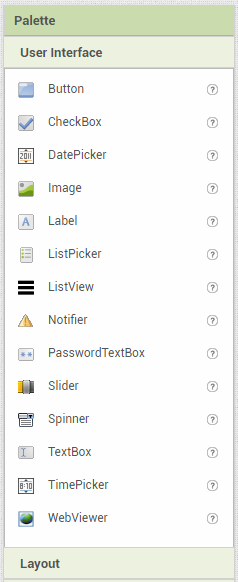 Palette
User Interface
Button
CheckBox
DatePicker
Image
Label
ListPicker
ListView
Notifier
PasswordTextBox
Slider
Spinner
TextBox
TimePicker
WebViewer
Layout